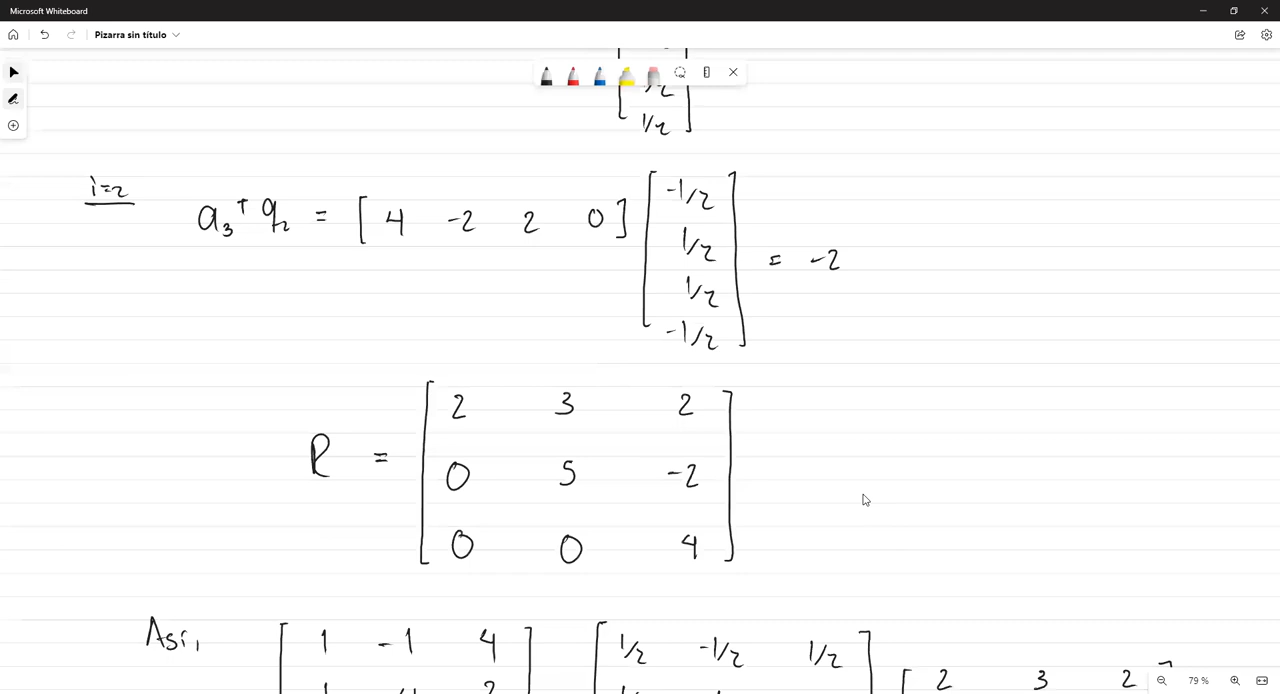 Microsoft Whiteboard
Pizarra sin título
1/2
1/2
i=2
a₃ᵀ q₂ = [ 4 -2 2 0 ] [ -1/2
1/2
1/2
-1/2 ] = -2
R = [ 2 3 2
0 5 -2
0 0 4 ]
Así,
[ 1 -1 4 ] [ 1/2 -1/2 1/2 ]
[ 2 3 2 ]
79 %